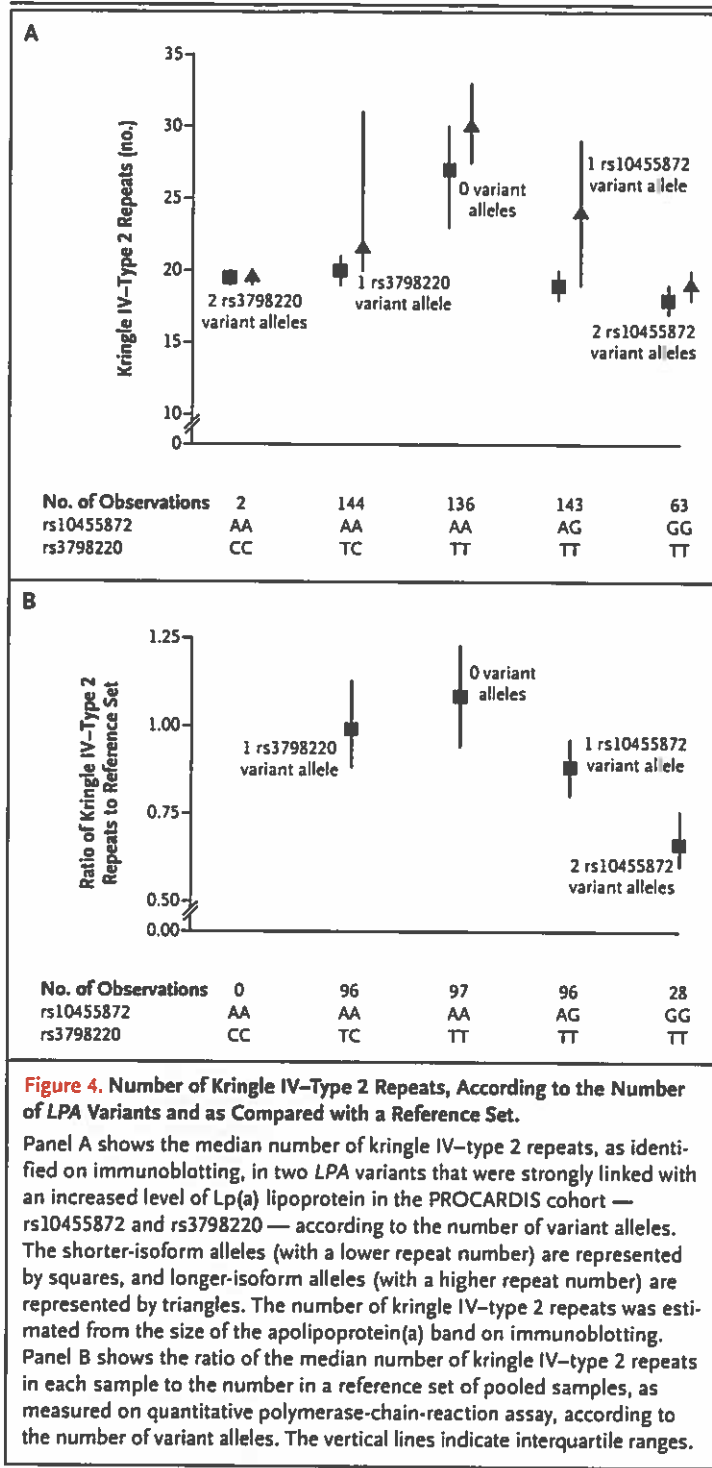 A
35
30
25
20
15
10
0
Kringle IV–Type 2 Repeats (no.)
2 rs3798220
variant alleles
1 rs3798220
variant allele
0 variant
alleles
1 rs10455872
variant allele
2 rs10455872
variant alleles
No. of Observations 2 144 136 143 63
rs10455872 AA AA AA AG GG
rs3798220 CC TC TT TT TT
B
1.25
1.00
0.75
0.50
0.00
Ratio of Kringle IV–Type 2
Repeats to Reference Set
1 rs3798220
variant allele
0 variant
alleles
1 rs10455872
variant allele
2 rs10455872
variant alleles
No. of Observations 0 96 97 96 28
rs10455872 AA AA AA AG GG
rs3798220 CC TC TT TT TT
Figure 4. Number of Kringle IV–Type 2 Repeats, According to the Number
of LPA Variants and as Compared with a Reference Set.
Panel A shows the median number of kringle IV–type 2 repeats, as identi-
fied on immunoblotting, in two LPA variants that were strongly linked with
an increased level of Lp(a) lipoprotein in the PROCARDIS cohort —
rs10455872 and rs3798220 — according to the number of variant alleles.
The shorter-isoform alleles (with a lower repeat number) are represented
by squares, and longer-isoform alleles (with a higher repeat number) are
represented by triangles. The number of kringle IV–type 2 repeats was esti-
mated from the size of the apolipoprotein(a) band on immunoblotting.
Panel B shows the ratio of the median number of kringle IV–type 2 repeats
in each sample to the number in a reference set of pooled samples, as
measured on quantitative polymerase-chain-reaction assay, according to
the number of variant alleles. The vertical lines indicate interquartile ranges.